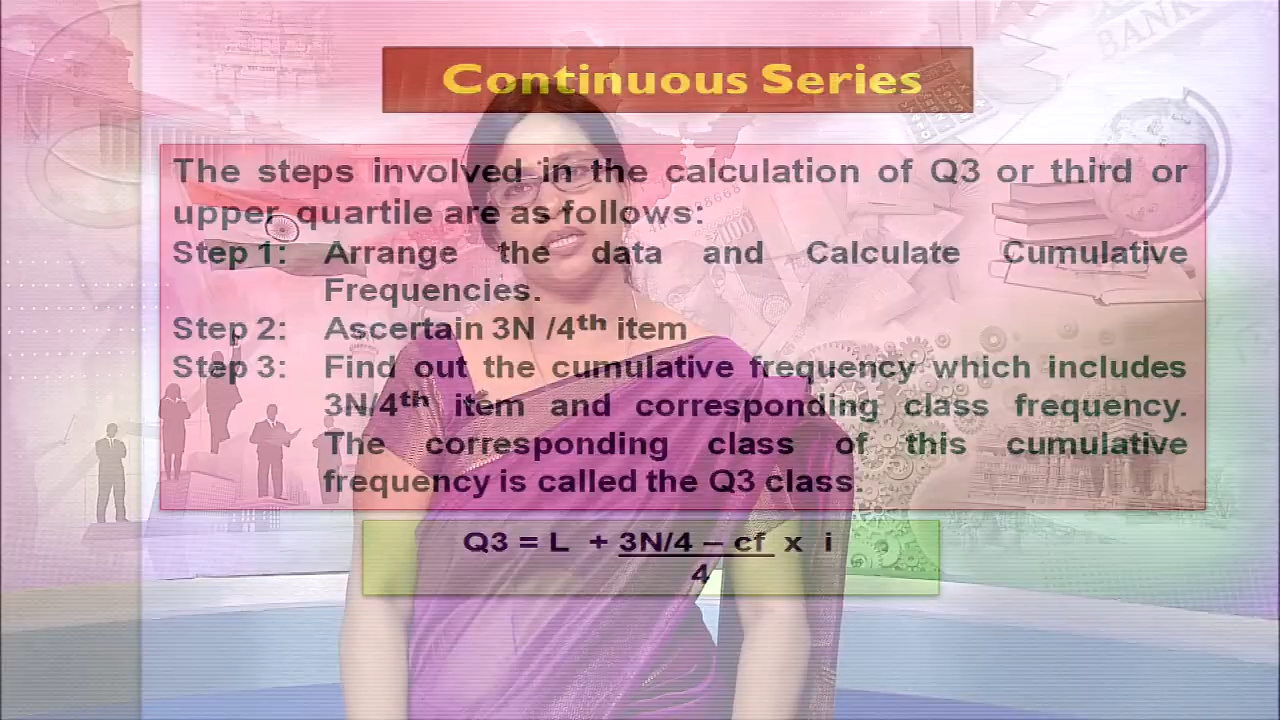 BANK
Continuous Series
The steps involved in the calculation of Q3 or third or
upper quartile are as follows:
Step 1: Arrange the data and Calculate Cumulative
Frequencies.
Step 2: Ascertain 3N /4th item
Step 3: Find out the cumulative frequency which includes
3N/4th item and corresponding class frequency.
The corresponding class of this cumulative
frequency is called the Q3 class.
Q3 = L + 3N/4 – cf x i
4